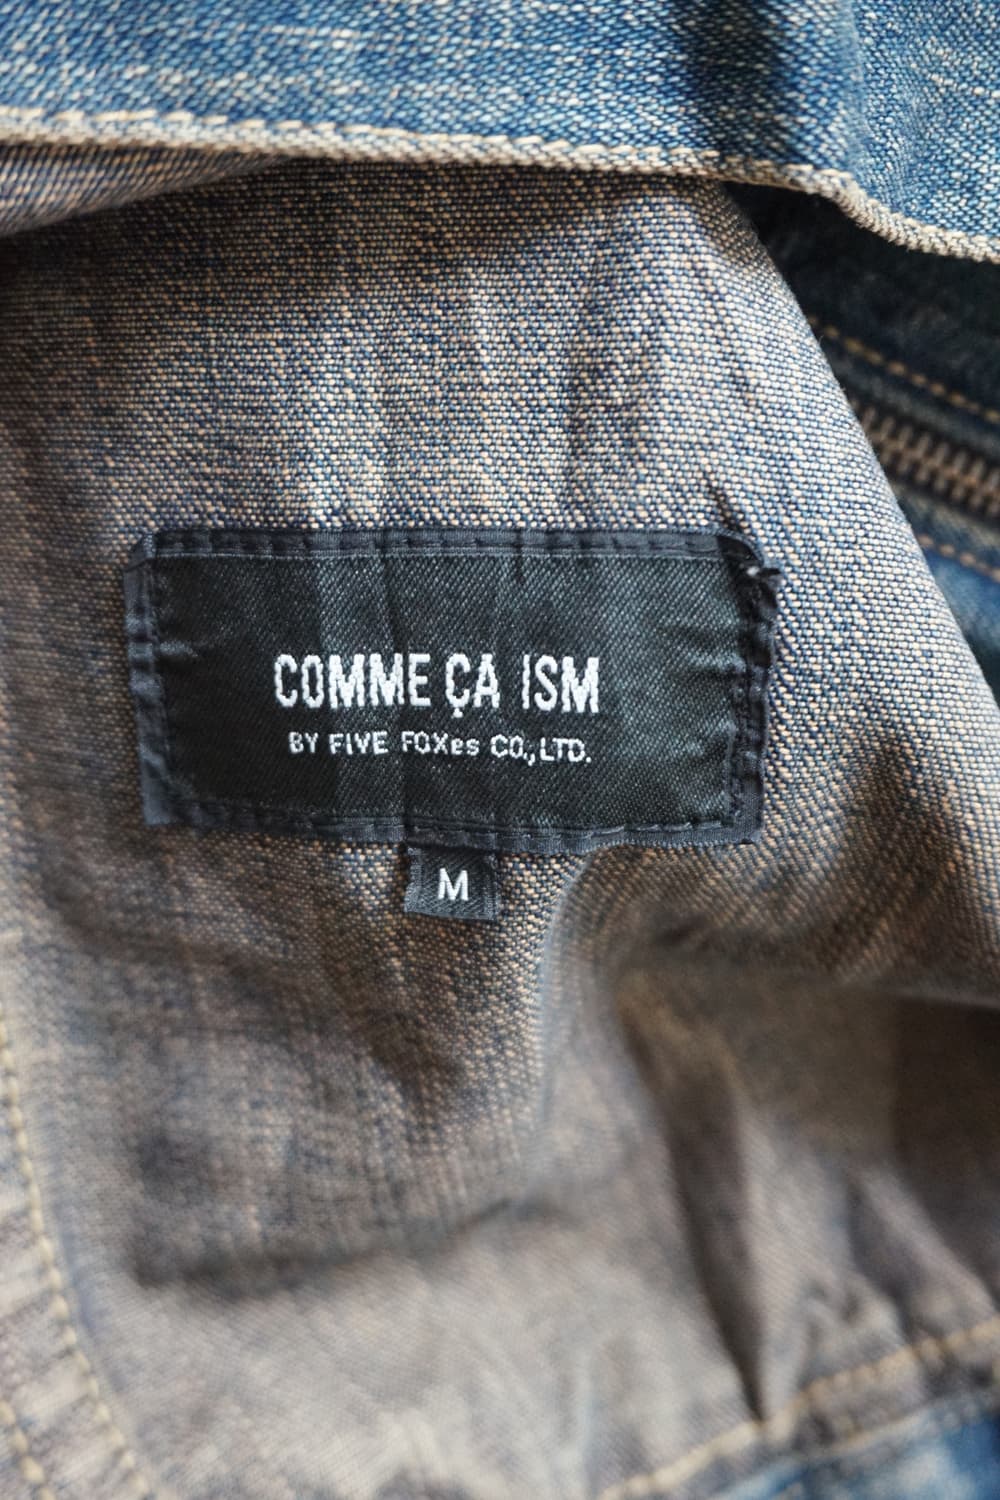 COMME ÇA ISM
BY FIVE FOXes CO.,LTD.
M